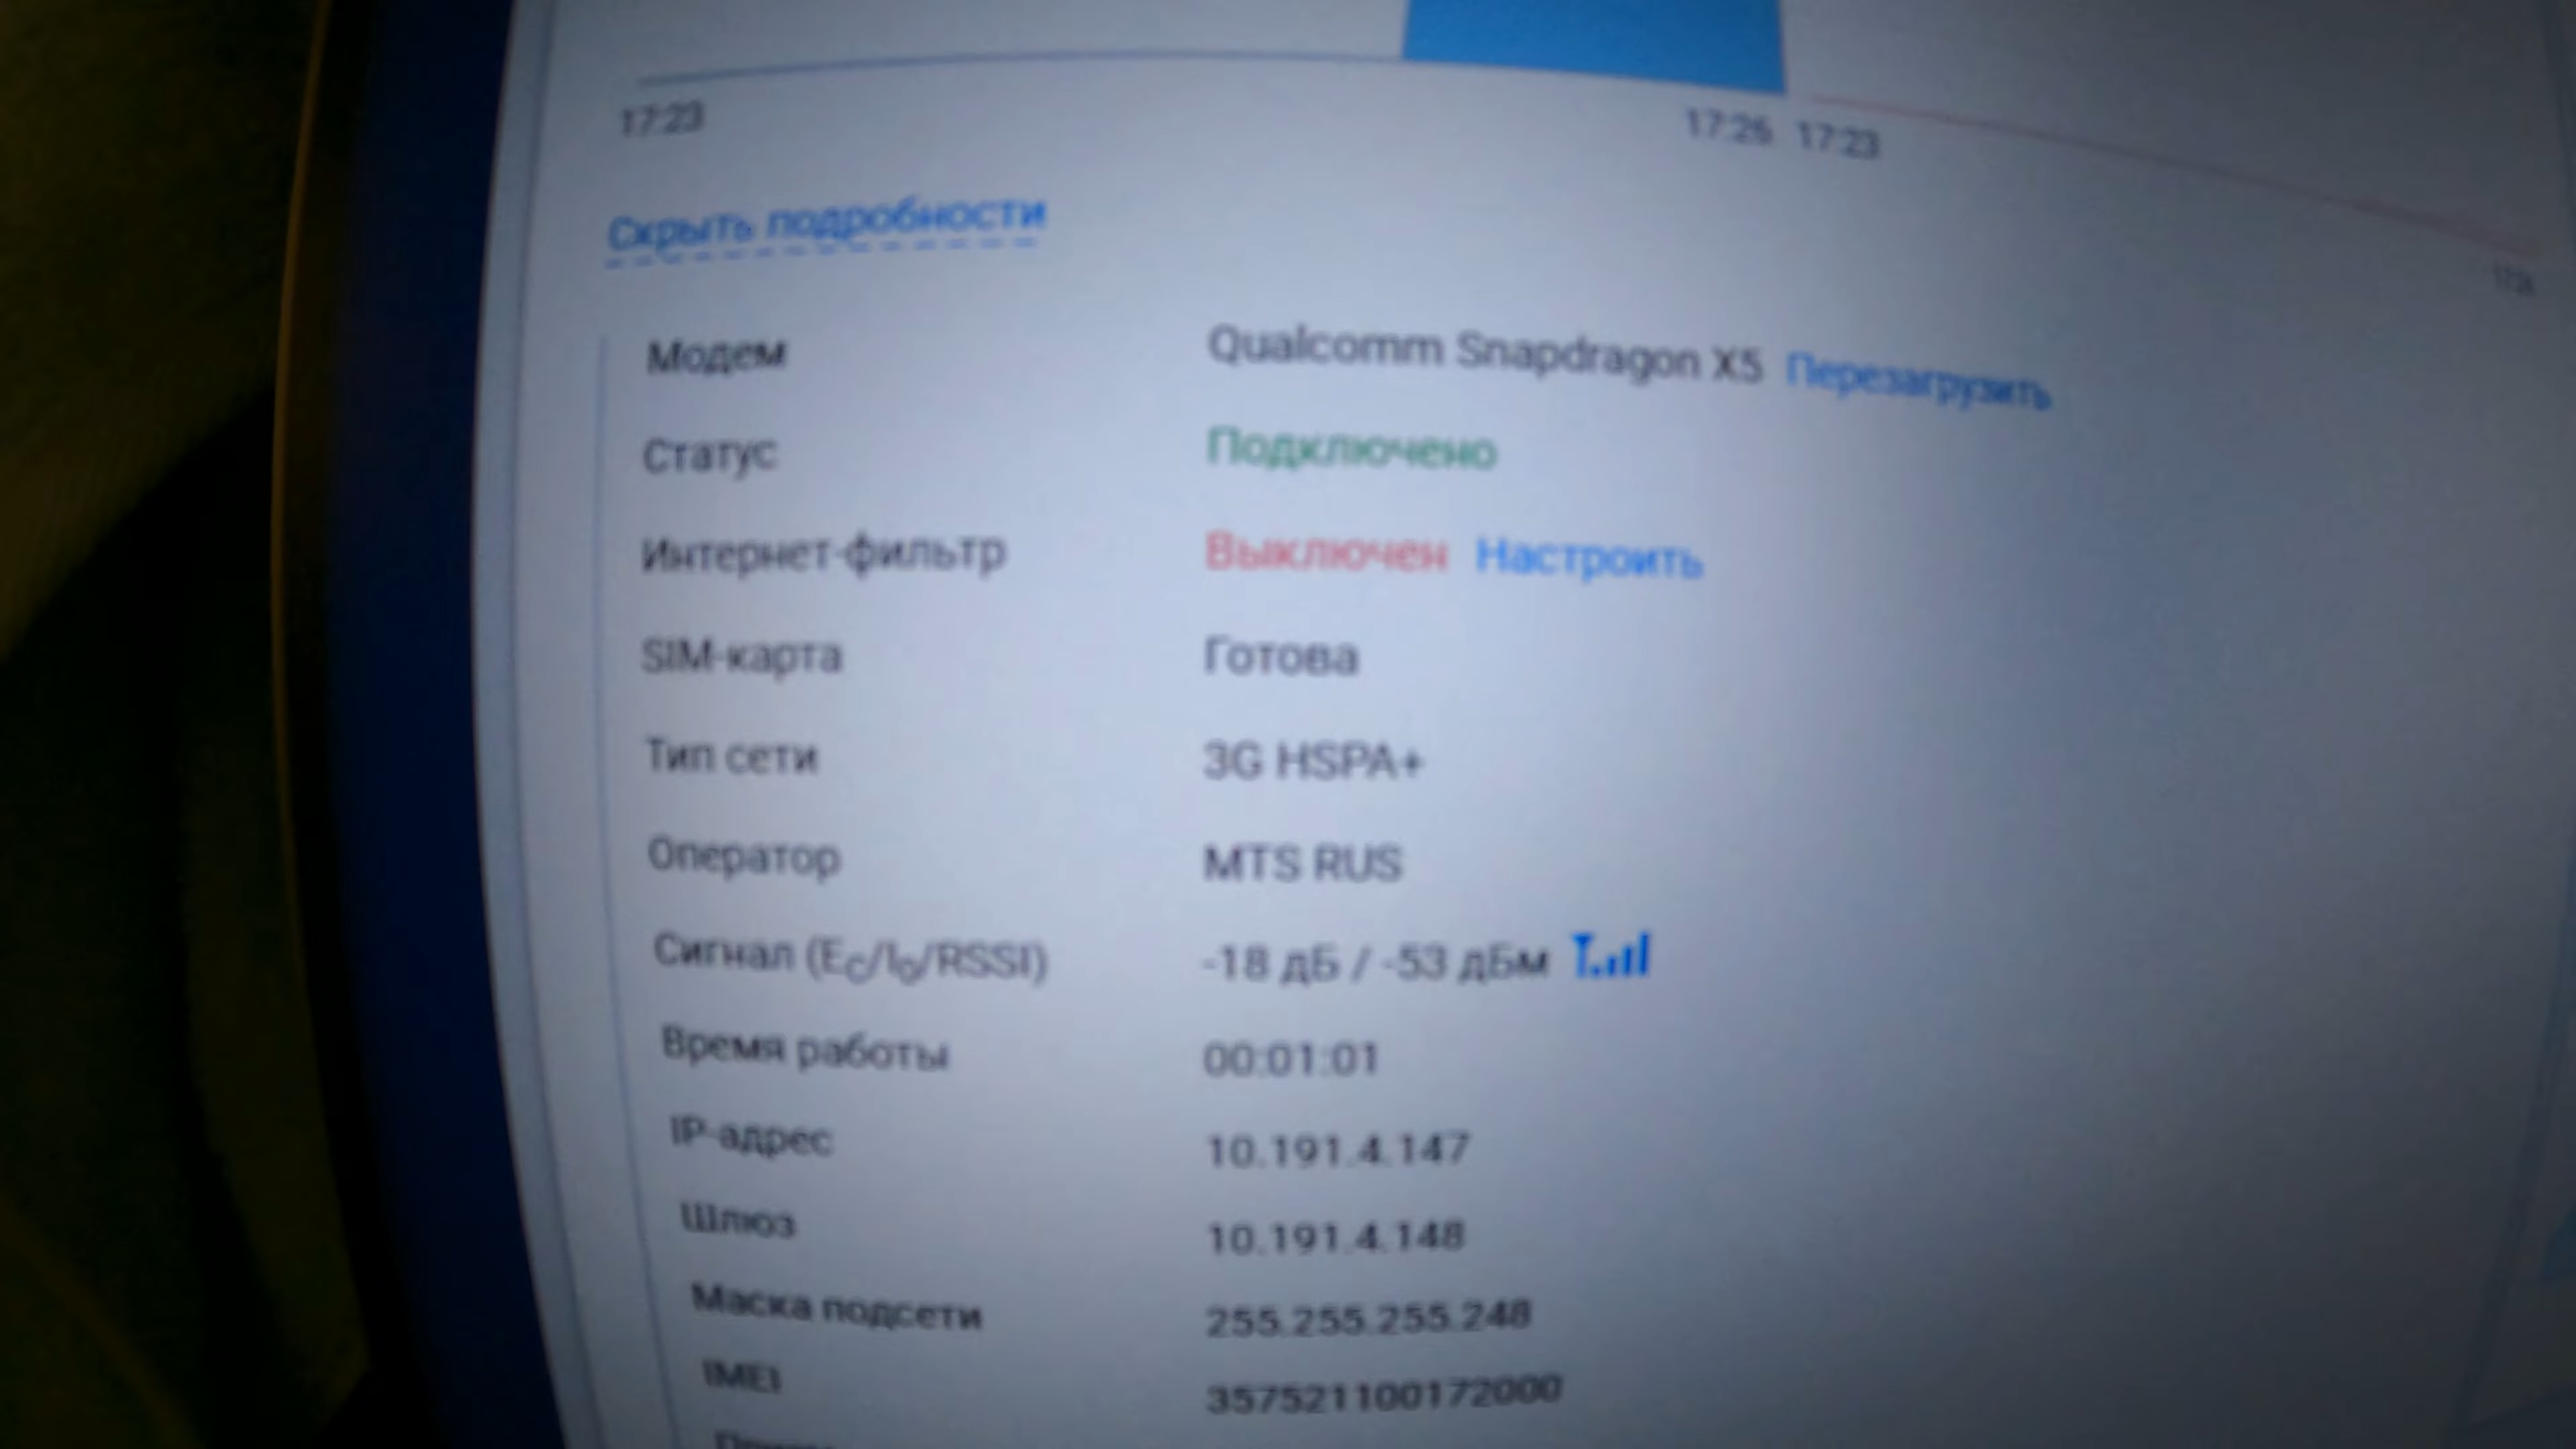 17:23 17:26 17:23
Скрыть подробности
Модем Qualcomm Snapdragon X5 Перезагрузить
Статус Подключено
Интернет-фильтр Выключен Настроить
SIM-карта Готова
Тип сети 3G HSPA+
Оператор MTS RUS
Сигнал (EC/IO/RSSI) -18 дБ / -53 дБм
Время работы 00:01:01
IP-адрес 10.191.4.147
Шлюз 10.191.4.148
Маска подсети 255.255.255.248
IMEI 357521100172000